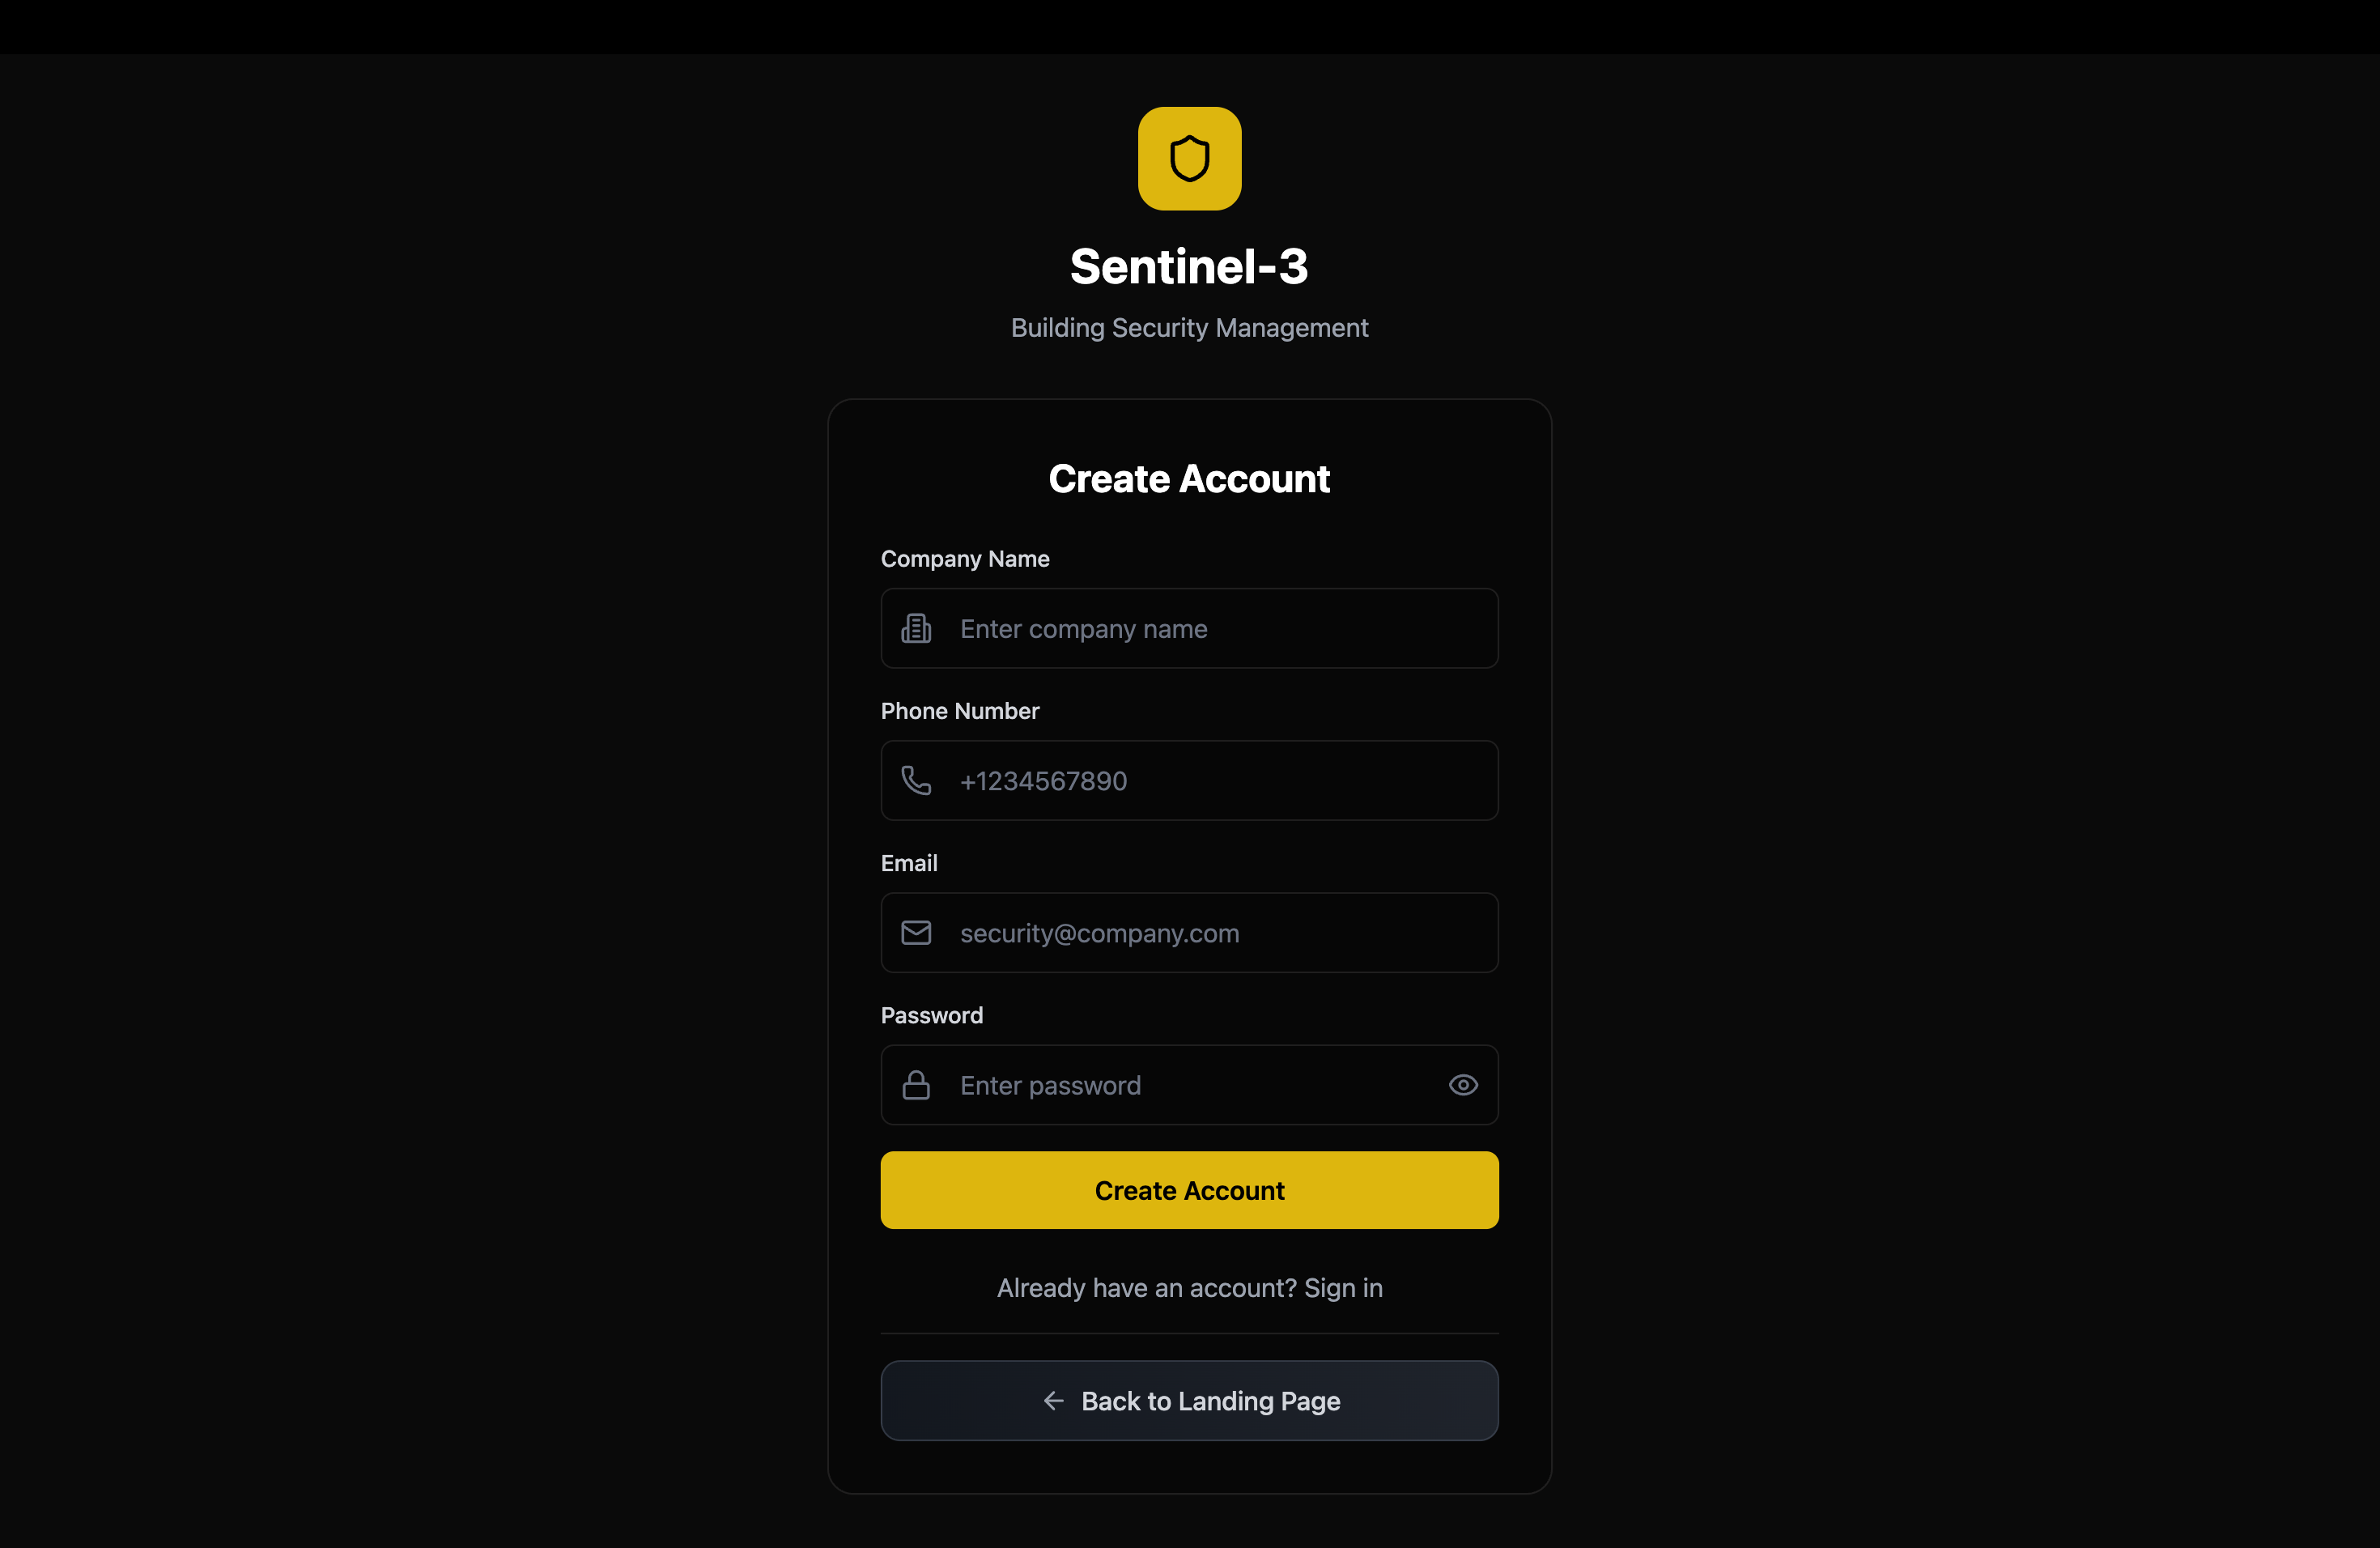 Sentinel-3
Building Security Management
Create Account
Company Name
Enter company name
Phone Number
+1234567890
Email
security@company.com
Password
Enter password
Create Account
Already have an account? Sign in
Back to Landing Page